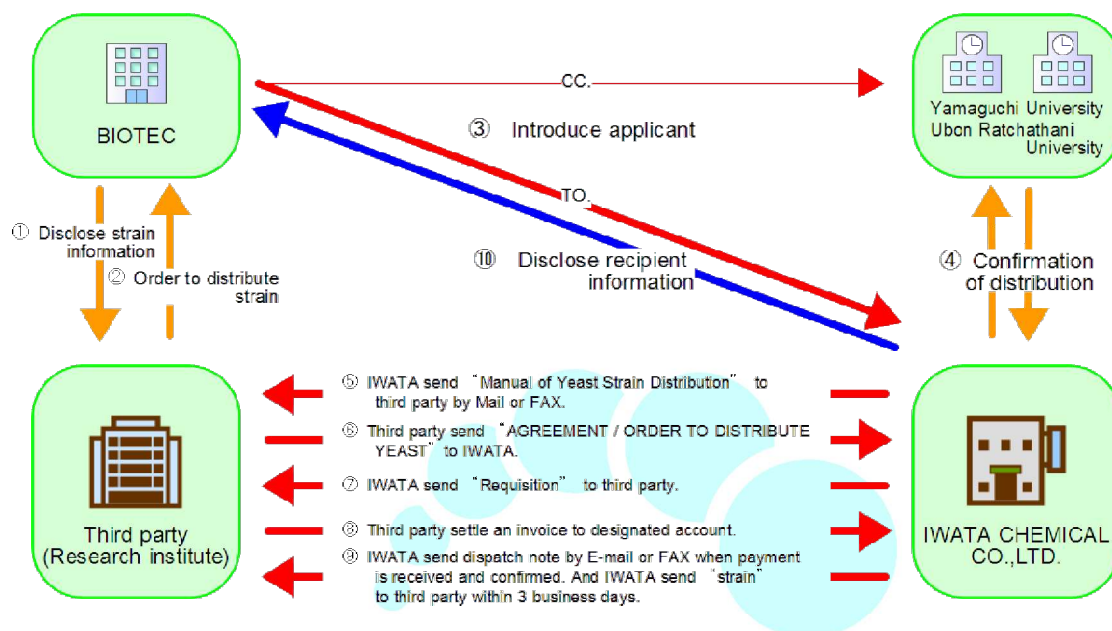 BIOTEC
CC.
Yamaguchi University
Ubon Ratchathani
University
③ Introduce applicant
TO.
① Disclose strain
information
② Order to distribute
strain
⑩ Disclose recipient
information
④ Confirmation
of distribution
⑤ IWATA send “Manual of Yeast Strain Distribution” to
third party by Mail or FAX.
⑥ Third party send “AGREEMENT / ORDER TO DISTRIBUTE
YEAST” to IWATA.
⑦ IWATA send “Requisition” to third party.
⑧ Third party settle an invoice to designated account.
⑨ IWATA send dispatch note by E-mail or FAX when payment
is received and confirmed. And IWATA send “strain”
to third party within 3 business days.
Third party
(Research institute)
IWATA CHEMICAL
CO.,LTD.